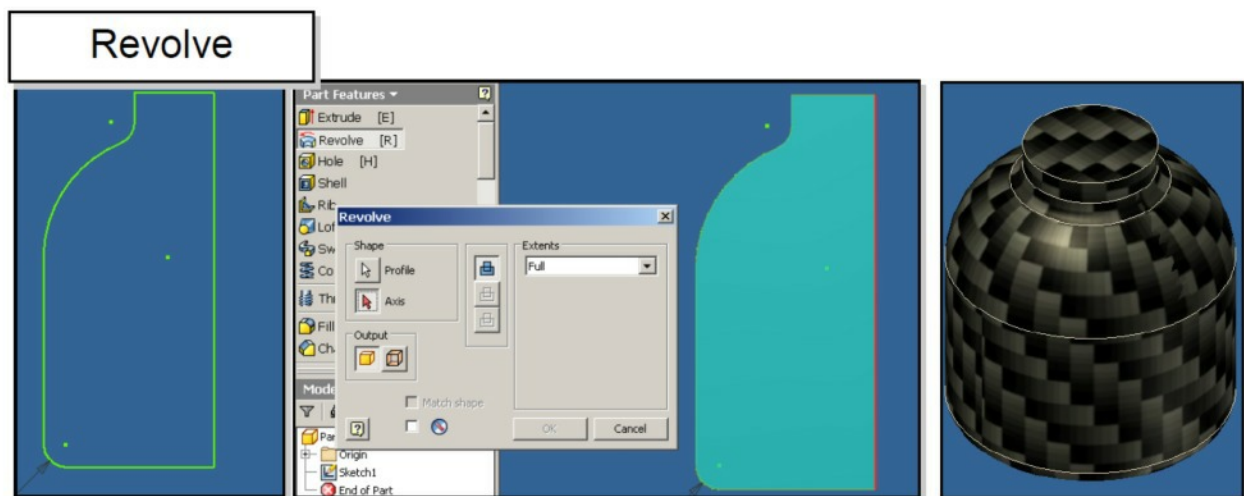 Revolve
Part Features
Extrude [E]
Revolve [R]
Hole [H]
Shell
Rib
Revolve
Shape
Profile
Axis
Output
Extents
Full
Match shape
OK
Cancel
Origin
Sketch1
End of Part